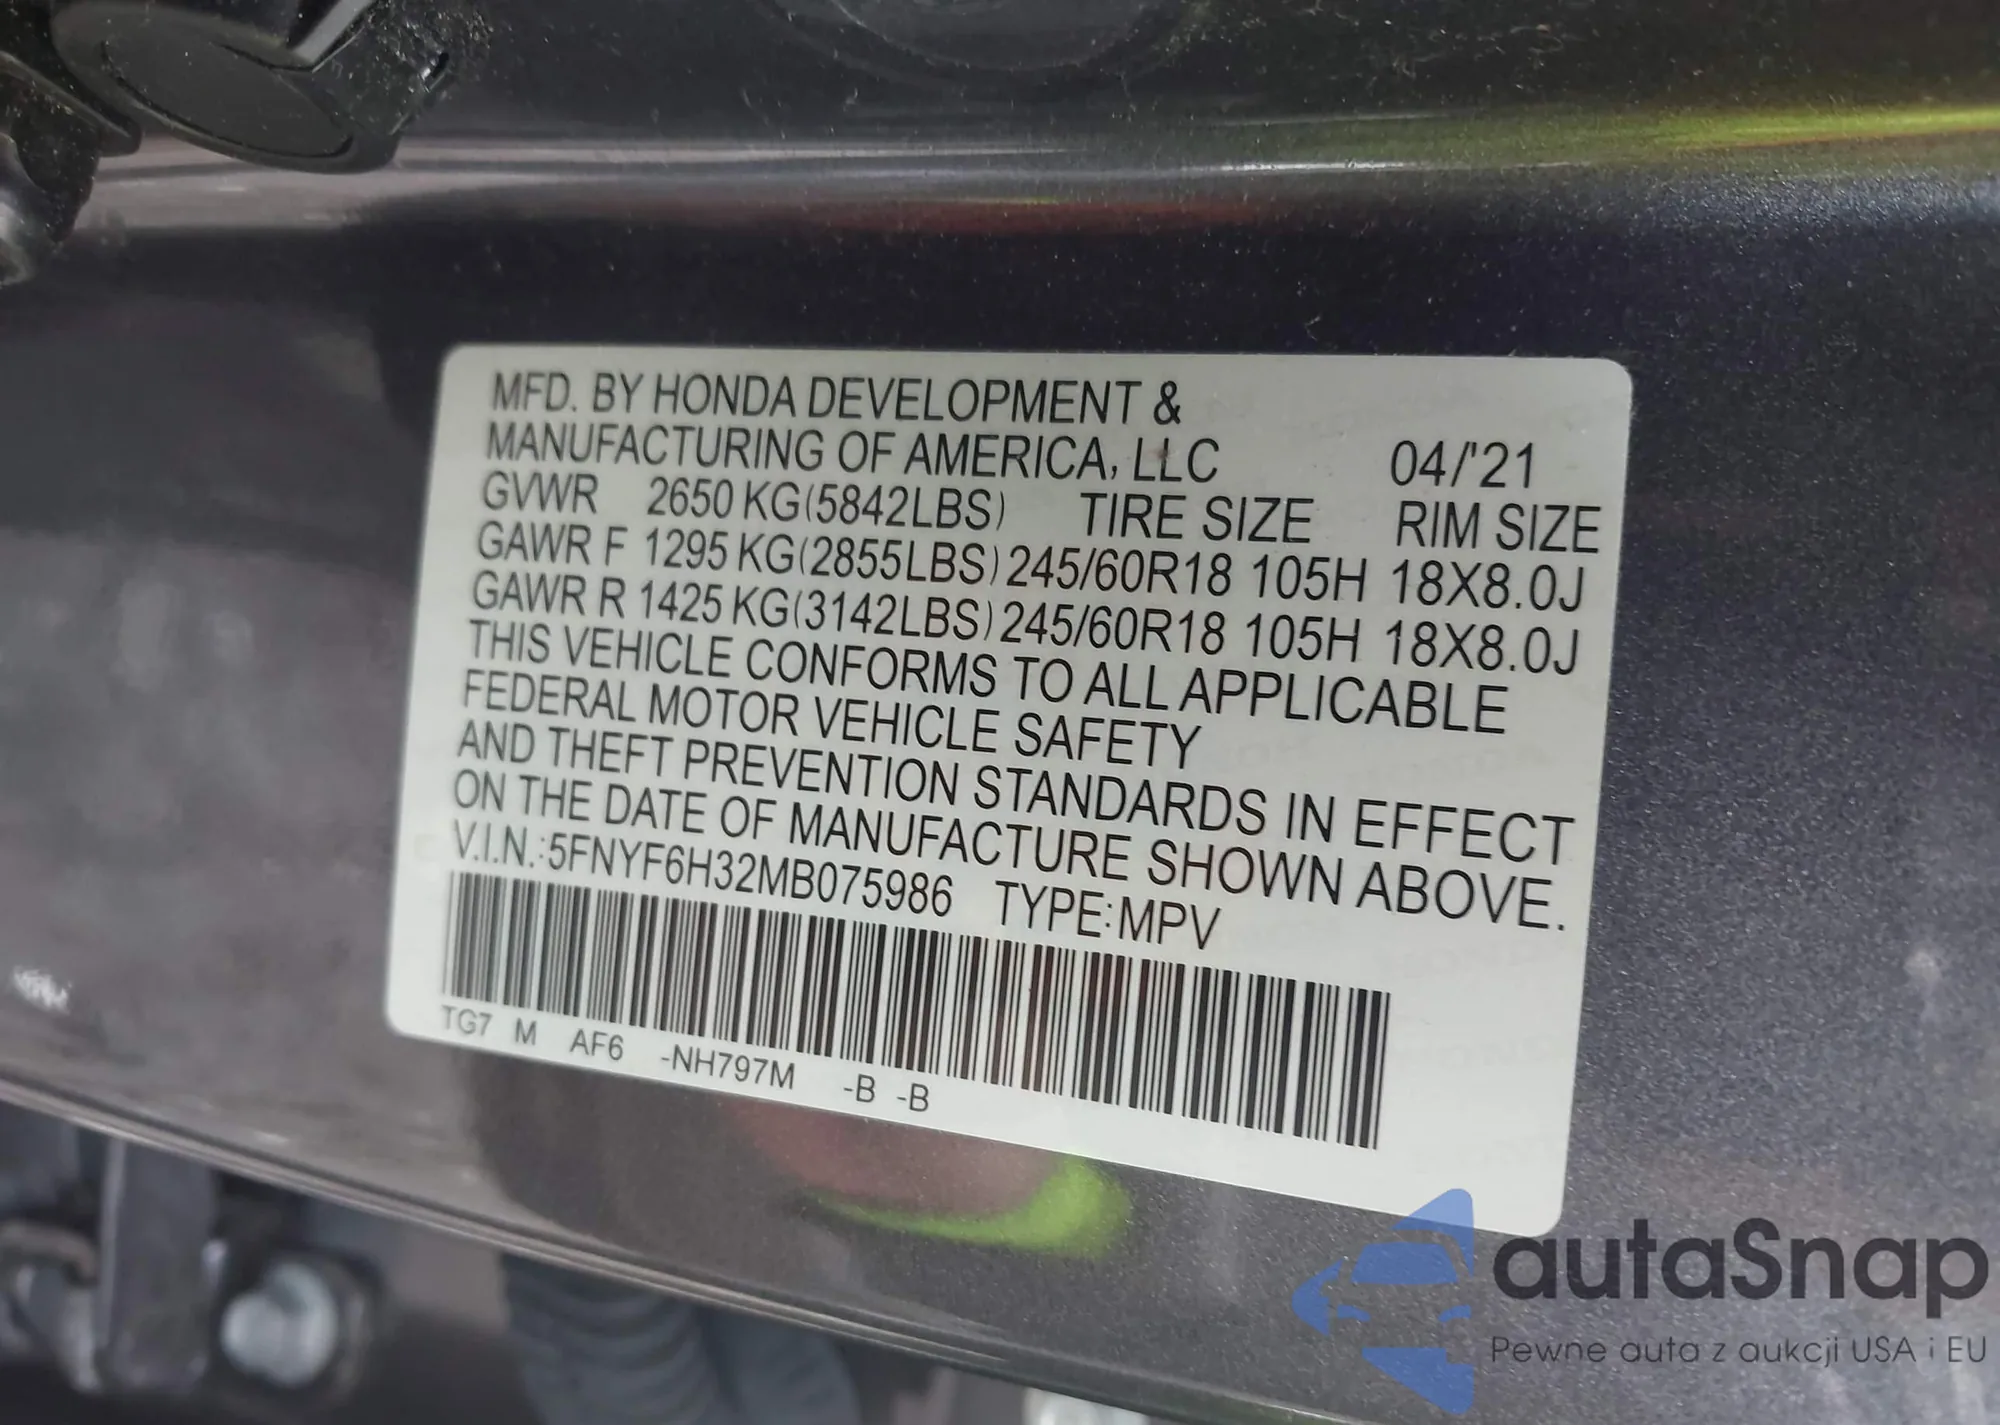 MFD. BY HONDA DEVELOPMENT &
MANUFACTURING OF AMERICA, LLC 04/'21
GVWR 2650 KG(5842LBS) TIRE SIZE RIM SIZE
GAWR F 1295 KG(2855LBS) 245/60R18 105H 18X8.0J
GAWR R 1425 KG(3142LBS) 245/60R18 105H 18X8.0J
THIS VEHICLE CONFORMS TO ALL APPLICABLE
FEDERAL MOTOR VEHICLE SAFETY
AND THEFT PREVENTION STANDARDS IN EFFECT
ON THE DATE OF MANUFACTURE SHOWN ABOVE.
V.I.N.:5FNYF6H32MB075986 TYPE:MPV
TG7 M AF6 -NH797M -B -B
autaSnap
Pewne auta z aukcji USA i EU